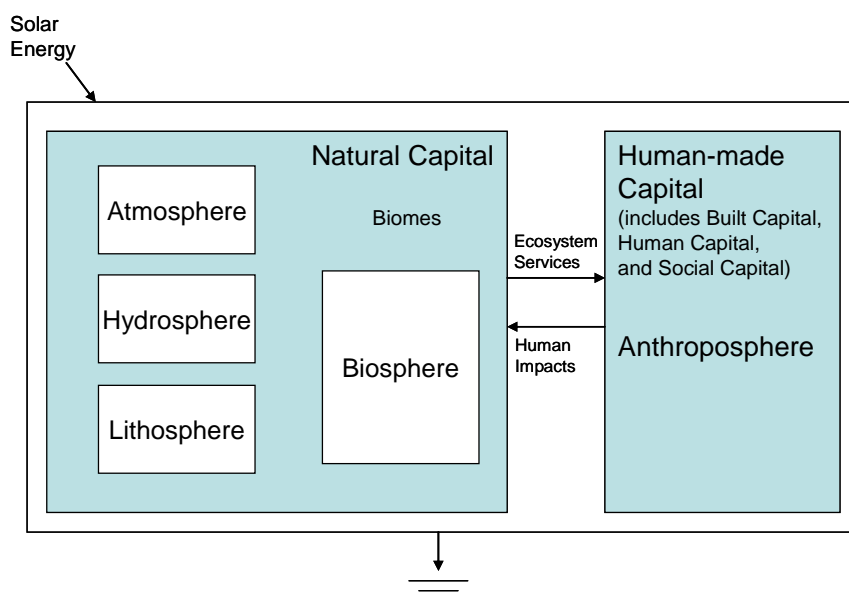 Solar
Energy
Natural Capital
Atmosphere
Biomes
Hydrosphere
Biosphere
Lithosphere
Ecosystem
Services
Human
Impacts
Human-made
Capital
(includes Built Capital,
Human Capital,
and Social Capital)
Anthroposphere